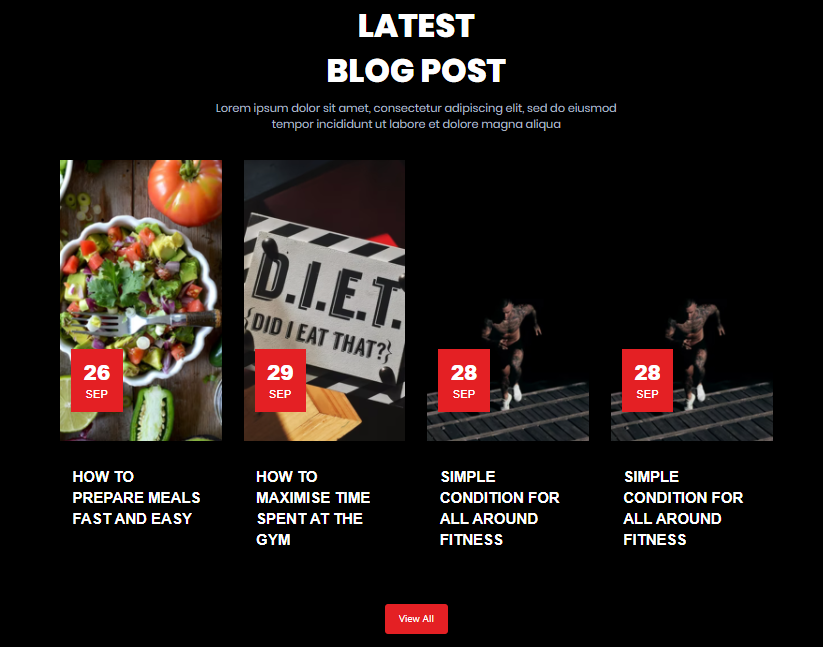 LATEST
BLOG POST
Lorem ipsum dolor sit amet, consectetur adipiscing elit, sed do eiusmod
tempor incididunt ut labore et dolore magna aliqua
D.I.E.T.
{DID I EAT THAT?}
26
SEP
29
SEP
28
SEP
28
SEP
HOW TO
PREPARE MEALS
FAST AND EASY
HOW TO
MAXIMISE TIME
SPENT AT THE
GYM
SIMPLE
CONDITION FOR
ALL AROUND
FITNESS
SIMPLE
CONDITION FOR
ALL AROUND
FITNESS
View All